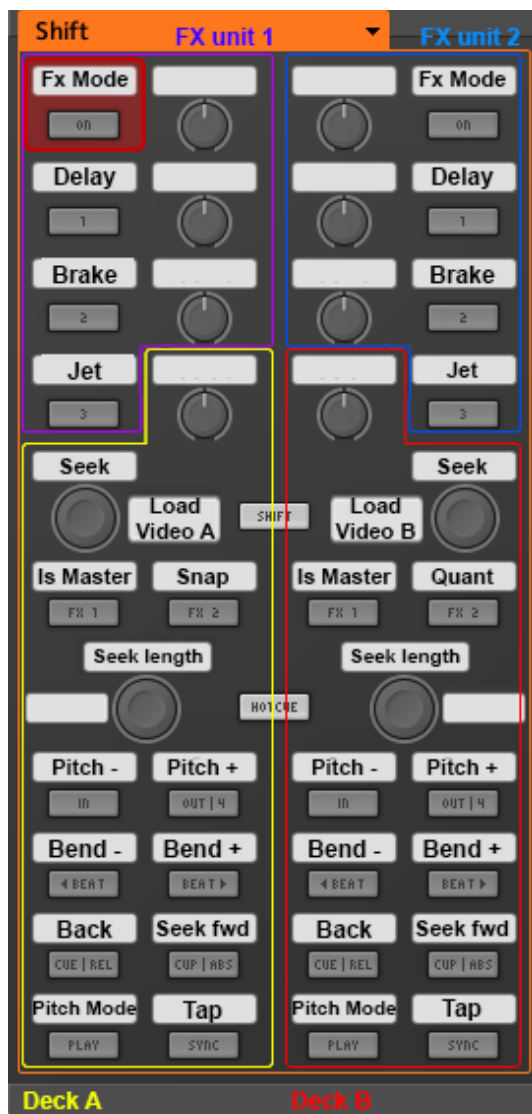 Shift
FX unit 1 FX unit 2
Fx Mode Fx Mode
ON ON
Delay Delay
1 1
Brake Brake
2 2
Jet Jet
3 3
Seek Seek
Load Video A SHIFT Load Video B
Is Master Snap Is Master Quant
FX 1 FX 2 FX 1 FX 2
Seek length Seek length
HOTCUE
Pitch - Pitch + Pitch - Pitch +
IN OUT | 4 IN OUT | 4
Bend - Bend + Bend - Bend +
◂ BEAT BEAT ▸ ◂ BEAT BEAT ▸
Back Seek fwd Back Seek fwd
CUE | REL CUP | ABS CUE | REL CUP | ABS
Pitch Mode Tap Pitch Mode Tap
PLAY SYNC PLAY SYNC
Deck A Deck B